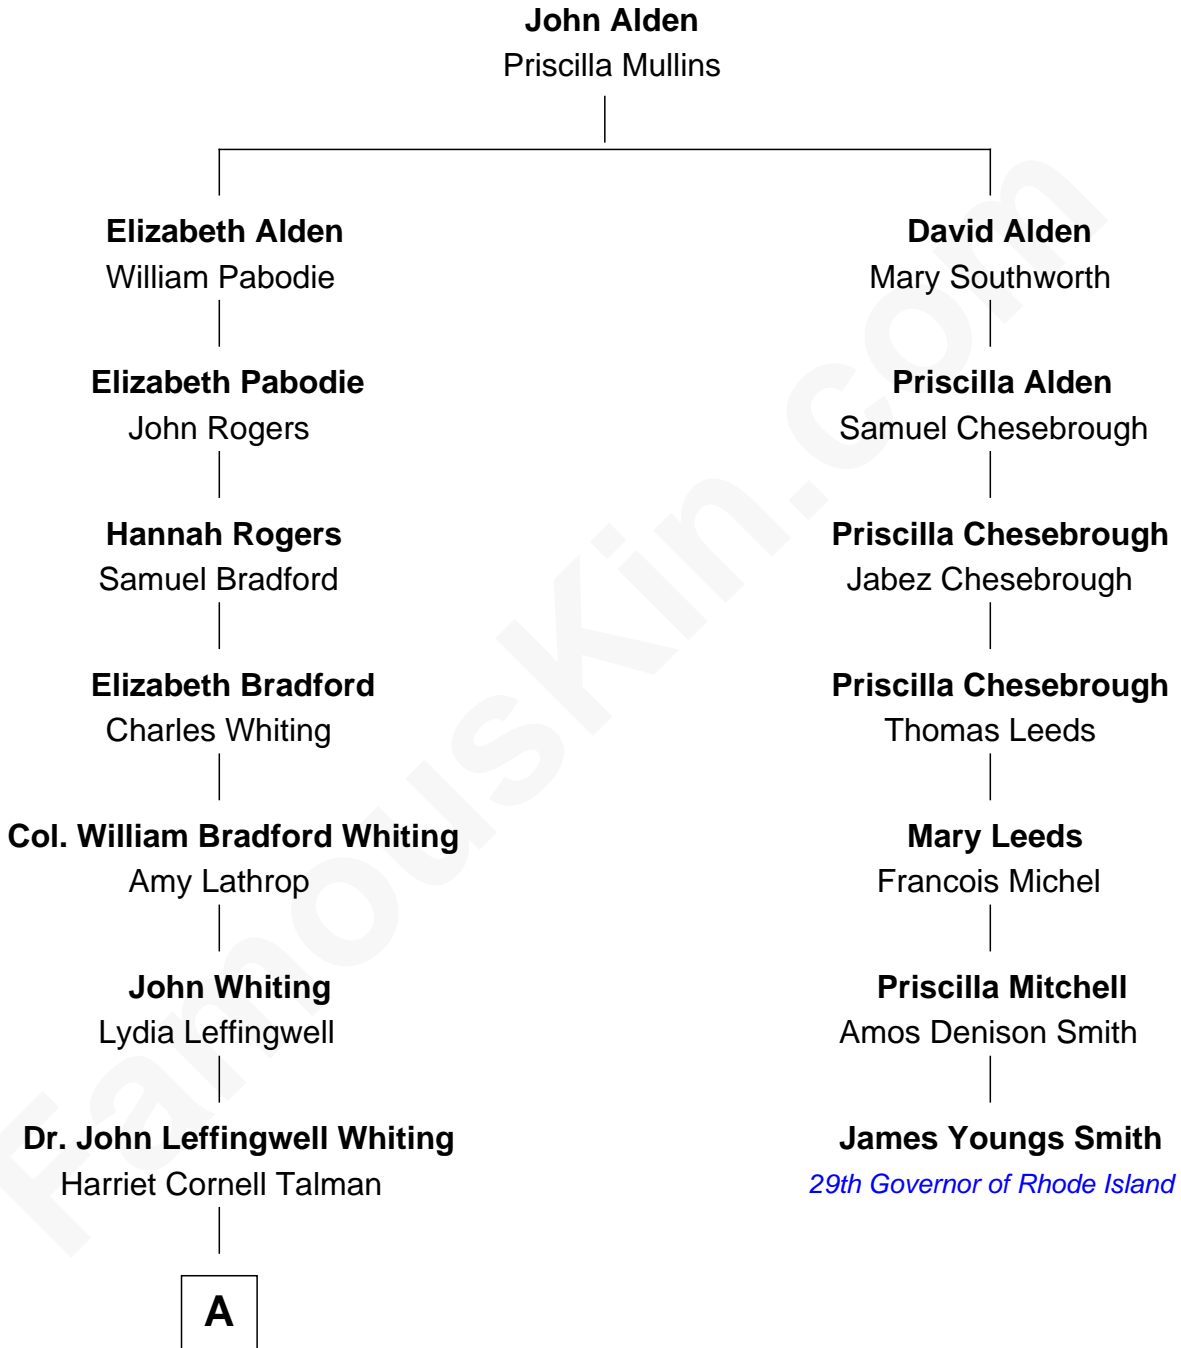 John Alden
Priscilla Mullins
Elizabeth Alden
William Pabodie
David Alden
Mary Southworth
Elizabeth Pabodie
John Rogers
Priscilla Alden
Samuel Chesebrough
Hannah Rogers
Samuel Bradford
Priscilla Chesebrough
Jabez Chesebrough
Elizabeth Bradford
Charles Whiting
Priscilla Chesebrough
Thomas Leeds
Col. William Bradford Whiting
Amy Lathrop
Mary Leeds
Francois Michel
John Whiting
Lydia Leffingwell
Priscilla Mitchell
Amos Denison Smith
Dr. John Leffingwell Whiting
Harriet Cornell Talman
James Youngs Smith
29th Governor of Rhode Island
A
FamousKin.com